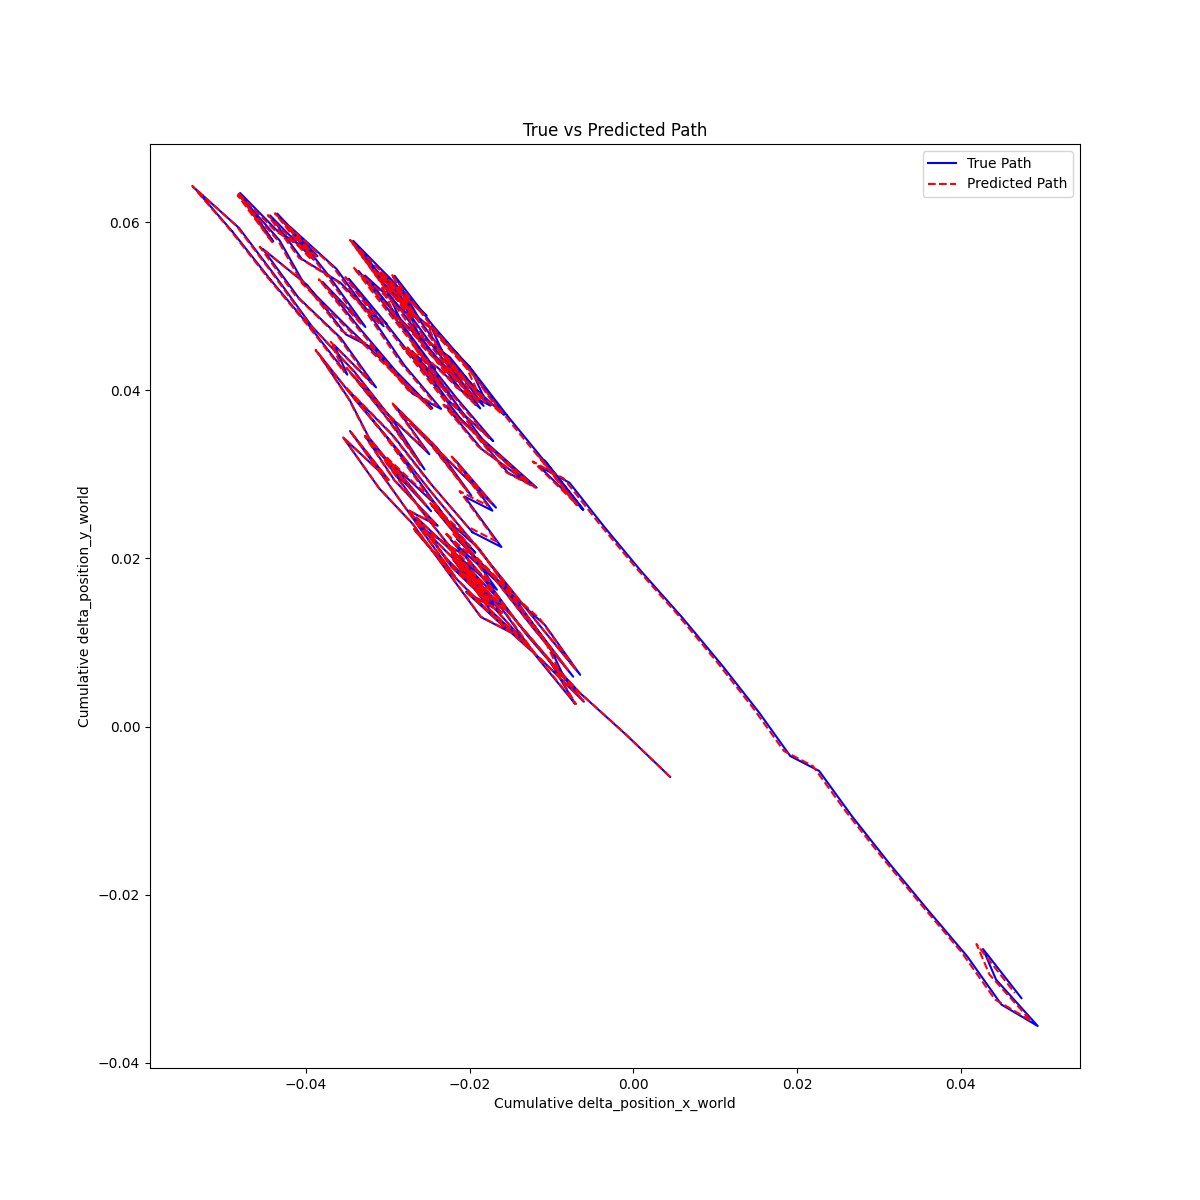 True vs Predicted Path
True Path
Predicted Path
0.06
0.04
0.02
0.00
−0.02
−0.04
Cumulative delta_position_y_world
−0.04
−0.02
0.00
0.02
0.04
Cumulative delta_position_x_world